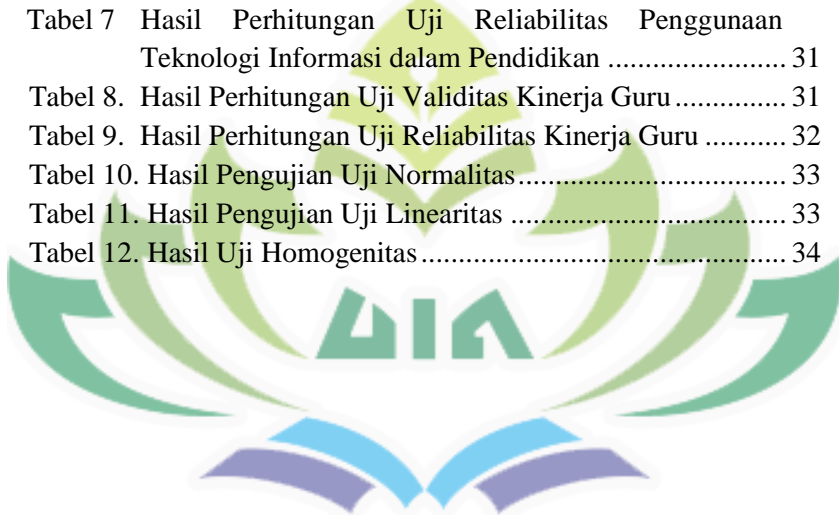 Tabel 7 Hasil Perhitungan Uji Reliabilitas Penggunaan
Teknologi Informasi dalam Pendidikan ....................... 31
Tabel 8. Hasil Perhitungan Uji Validitas Kinerja Guru ................ 31
Tabel 9. Hasil Perhitungan Uji Reliabilitas Kinerja Guru ........... 32
Tabel 10. Hasil Pengujian Uji Normalitas ...................................... 33
Tabel 11. Hasil Pengujian Uji Linearitas ....................................... 33
Tabel 12. Hasil Uji Homogenitas .................................................... 34
UIN